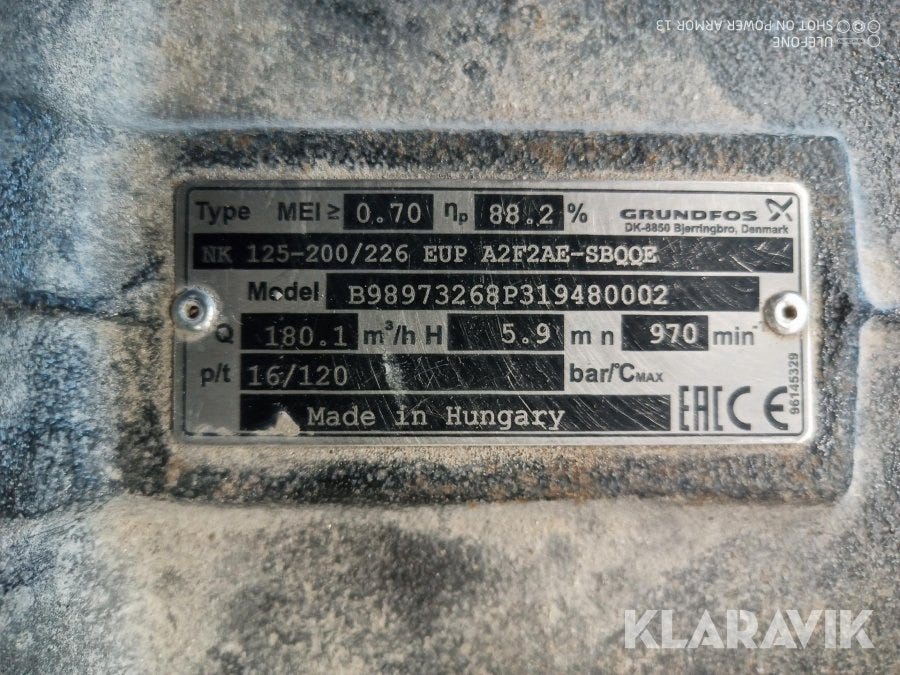 SHOT ON POWER ARMOR 13
ULEFONE
Type MEI ≥ 0.70 ηp 88.2 % GRUNDFOS
DK-8850 Bjerringbro, Denmark
NK 125-200/226 EUP A2F2AE-SBQQE
Model B98973268P319480002
Q 180.1 m³/h H 5.9 m n 970 min⁻
p/t 16/120 bar/°C MAX
Made in Hungary EAC CE
96145329
KLARAVIK